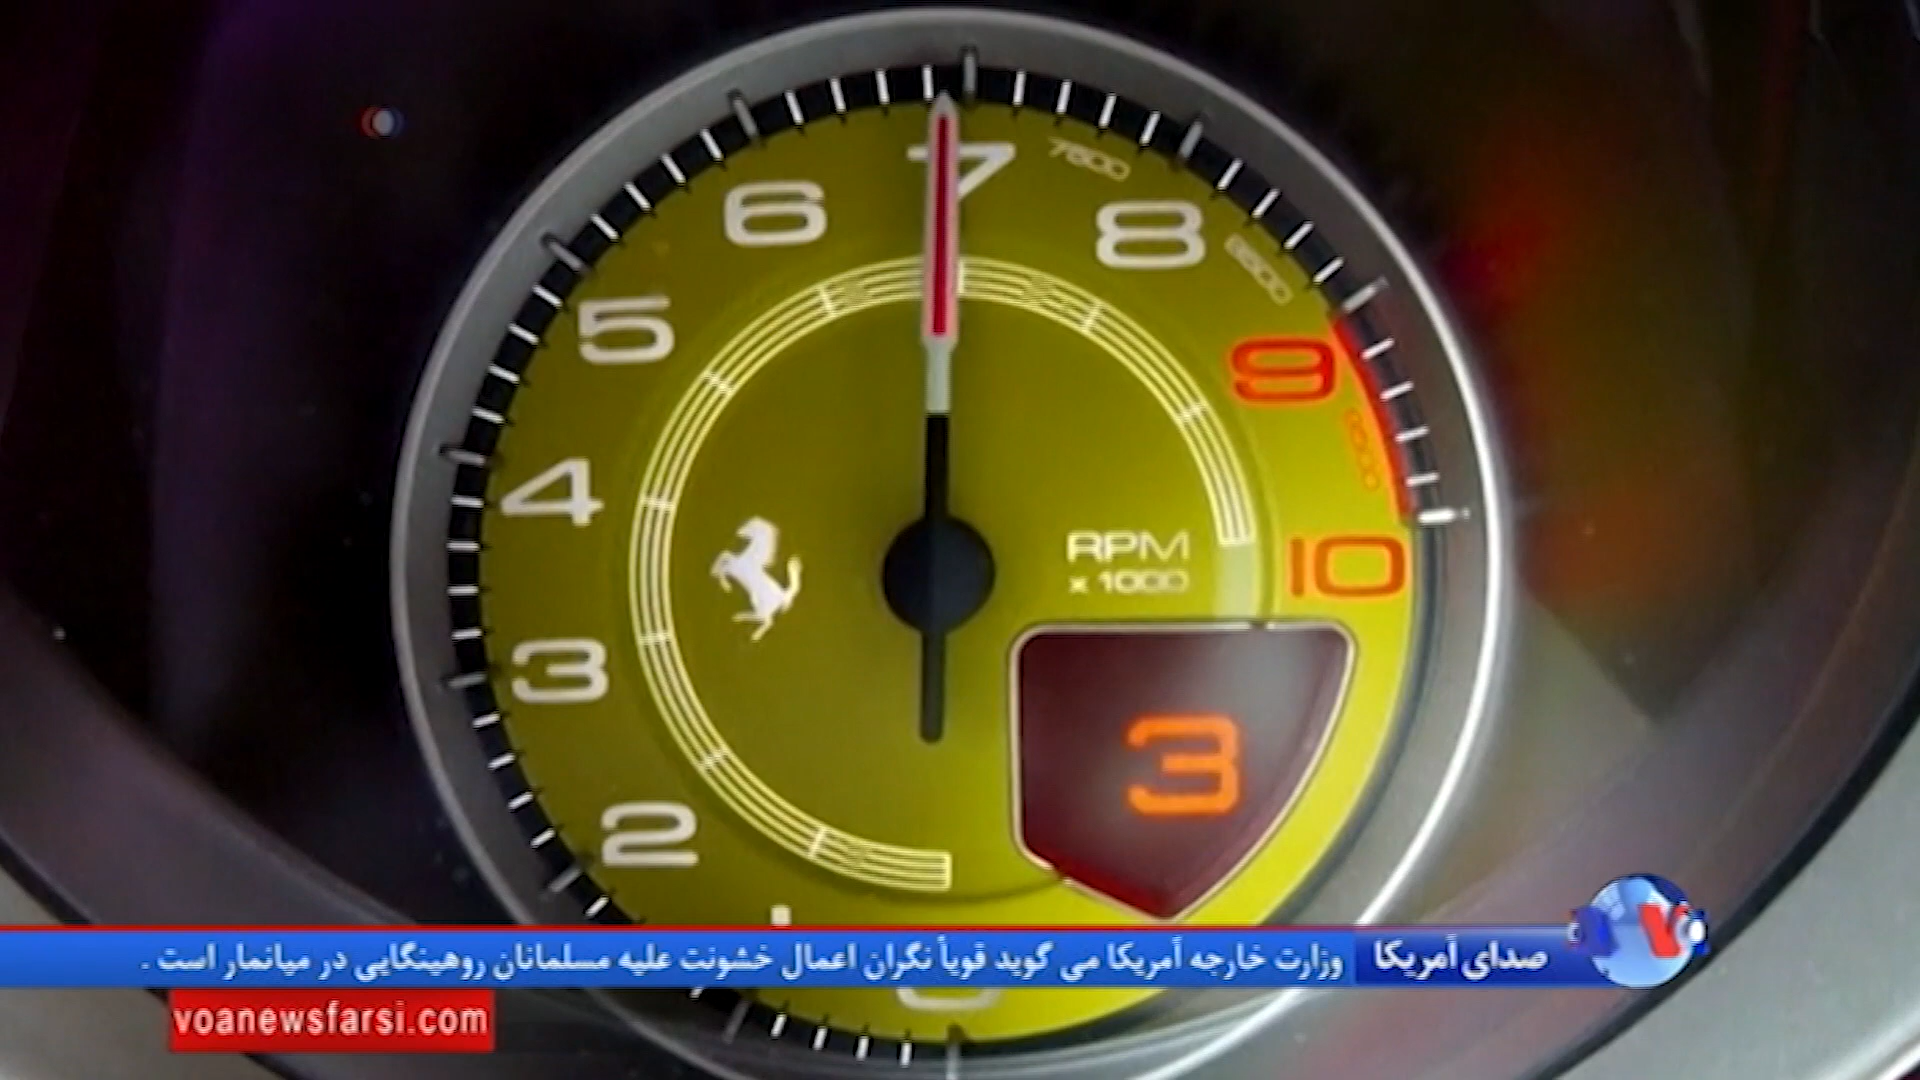 7
7500
6
8
8500
5
9
4
RPM
10
x 1000
3
3
2
صدای آمریکا
وزارت خارجه آمریکا می گوید قویاً نگران اعمال خشونت علیه مسلمانان روهینگایی در میانمار است .
voanewsfarsi.com